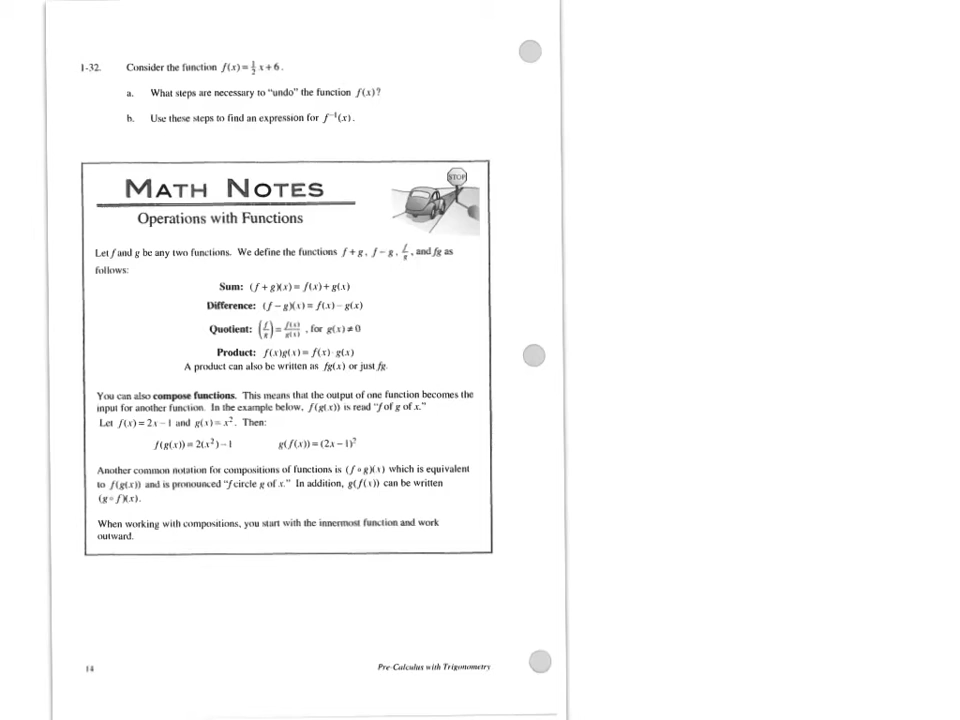 1-32. Consider the function f(x) = 1/2 x + 6.
a. What steps are necessary to "undo" the function f(x)?
b. Use these steps to find an expression for f⁻¹(x).
STOP
MATH NOTES
Operations with Functions
Let f and g be any two functions. We define the functions f + g, f − g, f/g, and fg as
follows:
Sum: (f + g)(x) = f(x) + g(x)
Difference: (f − g)(x) = f(x) − g(x)
Quotient: (f/g) = f(x)/g(x), for g(x) ≠ 0
Product: f(x)g(x) = f(x) · g(x)
A product can also be written as fg(x) or just fg.
You can also compose functions. This means that the output of one function becomes the
input for another function. In the example below, f(g(x)) is read "f of g of x."
Let f(x) = 2x − 1 and g(x) = x². Then:
f(g(x)) = 2(x²) − 1 g(f(x)) = (2x − 1)²
Another common notation for compositions of functions is (f ∘ g)(x) which is equivalent
to f(g(x)) and is pronounced "f circle g of x." In addition, g(f(x)) can be written
(g ∘ f)(x).
When working with compositions, you start with the innermost function and work
outward.
14 Pre-Calculus with Trigonometry